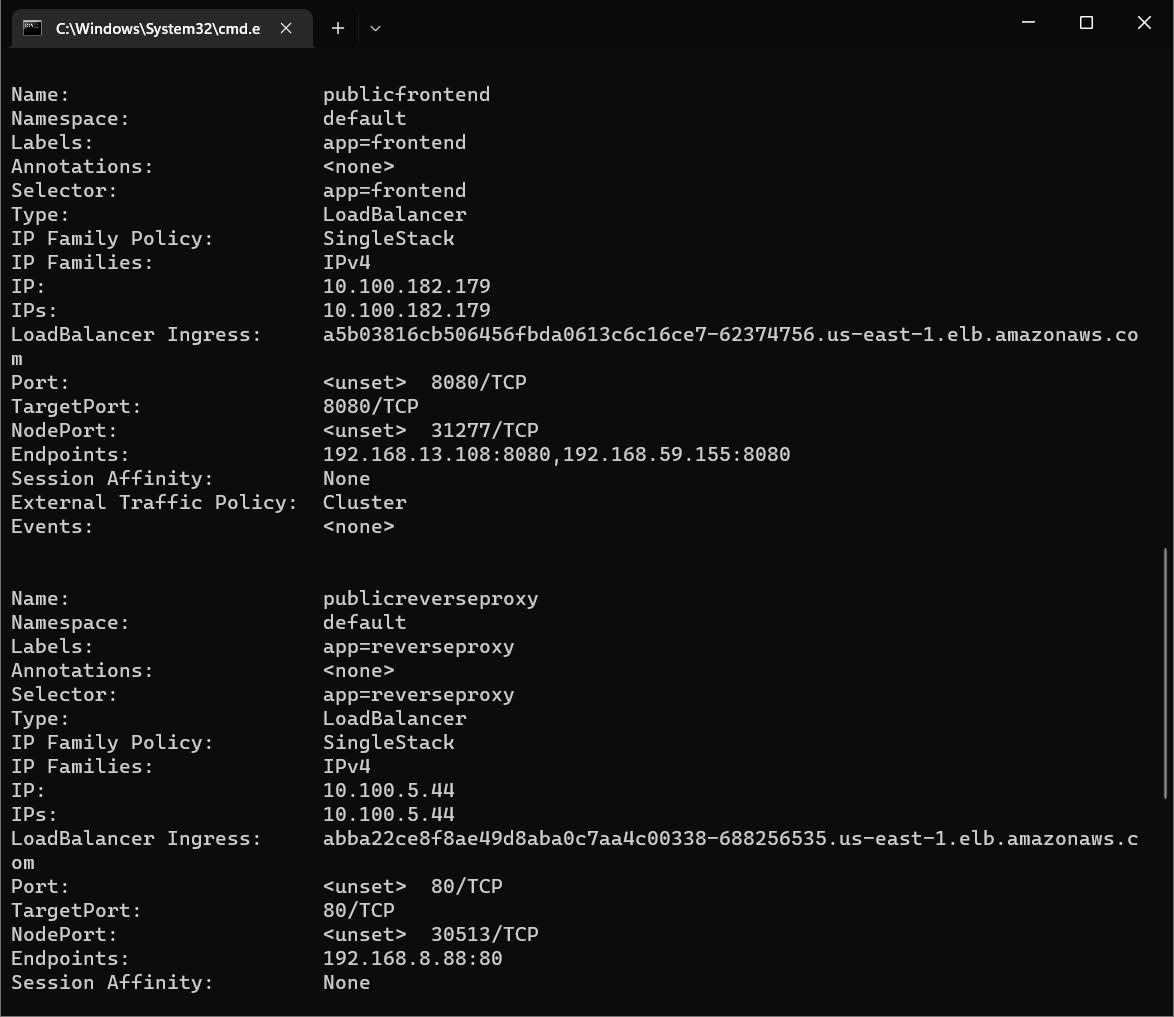 C:\Windows\System32\cmd.e
Name: publicfrontend
Namespace: default
Labels: app=frontend
Annotations: <none>
Selector: app=frontend
Type: LoadBalancer
IP Family Policy: SingleStack
IP Families: IPv4
IP: 10.100.182.179
IPs: 10.100.182.179
LoadBalancer Ingress: a5b03816cb506456fbda0613c6c16ce7-62374756.us-east-1.elb.amazonaws.co
m
Port: <unset> 8080/TCP
TargetPort: 8080/TCP
NodePort: <unset> 31277/TCP
Endpoints: 192.168.13.108:8080,192.168.59.155:8080
Session Affinity: None
External Traffic Policy: Cluster
Events: <none>
Name: publicreverseproxy
Namespace: default
Labels: app=reverseproxy
Annotations: <none>
Selector: app=reverseproxy
Type: LoadBalancer
IP Family Policy: SingleStack
IP Families: IPv4
IP: 10.100.5.44
IPs: 10.100.5.44
LoadBalancer Ingress: abba22ce8f8ae49d8aba0c7aa4c00338-688256535.us-east-1.elb.amazonaws.c
om
Port: <unset> 80/TCP
TargetPort: 80/TCP
NodePort: <unset> 30513/TCP
Endpoints: 192.168.8.88:80
Session Affinity: None